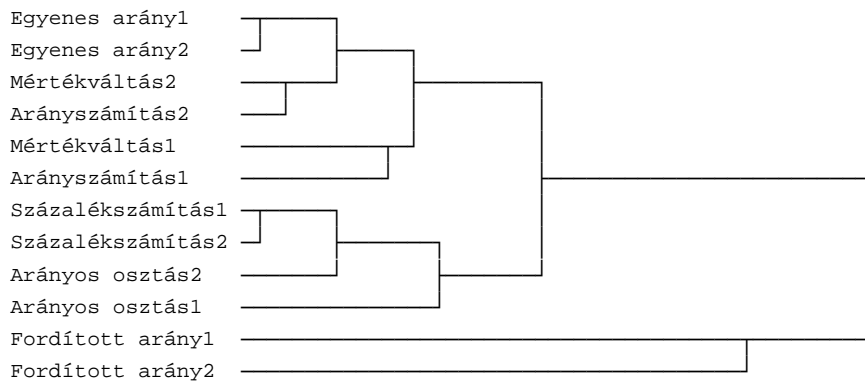 Egyenes arány1
Egyenes arány2
Mértékváltás2
Arányszámítás2
Mértékváltás1
Arányszámítás1
Százalékszámítás1
Százalékszámítás2
Arányos osztás2
Arányos osztás1
Fordított arány1
Fordított arány2